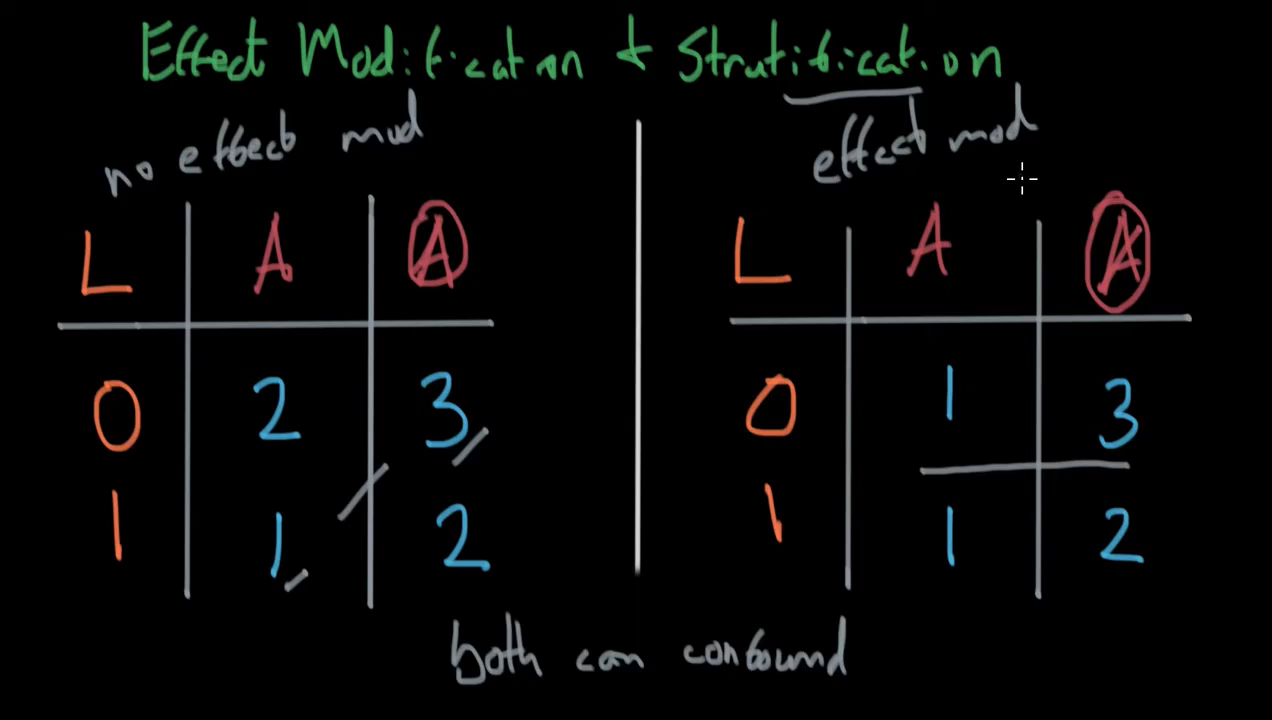 Effect Modification + Stratification
no effect mod
effect mod
L A A
0 2 3
1 1 2
L A A
0 1 3
1 1 2
both can confound